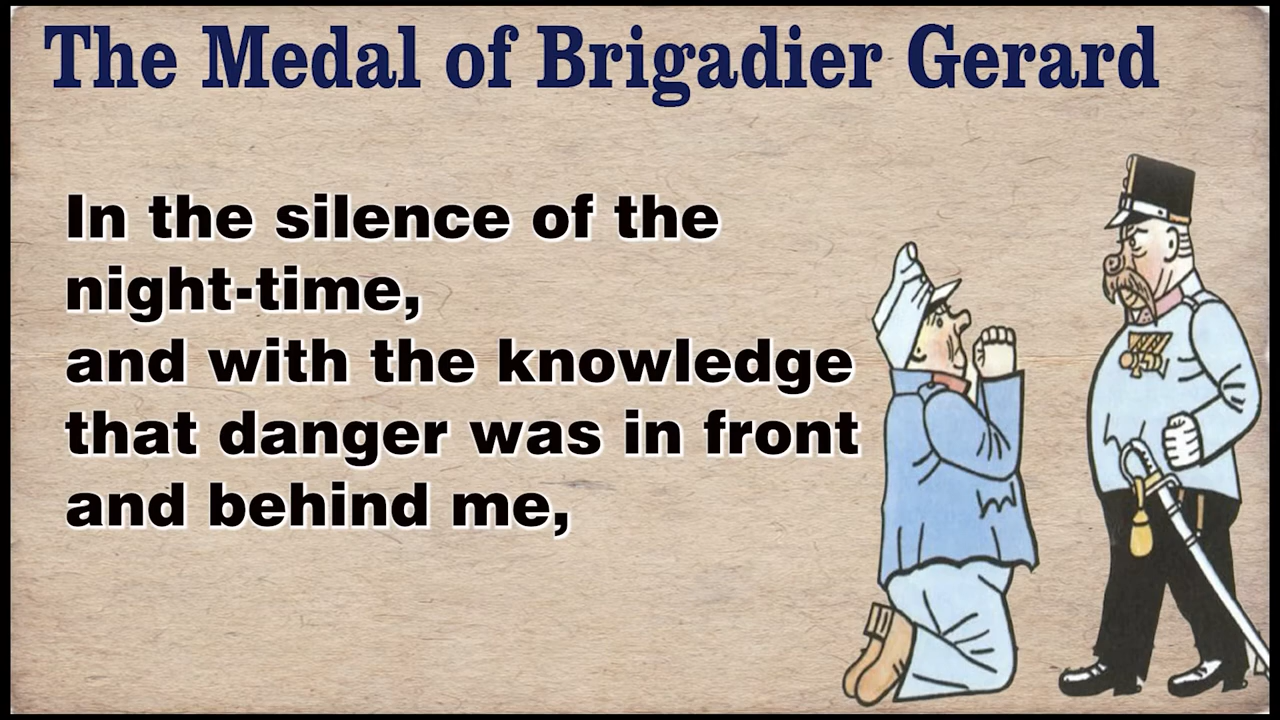 The Medal of Brigadier Gerard
In the silence of the
night-time,
and with the knowledge
that danger was in front
and behind me,